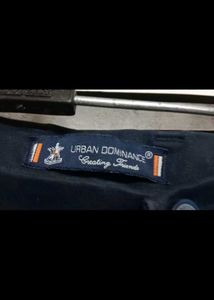 URBAN DOMINANCE®
Creating Trends